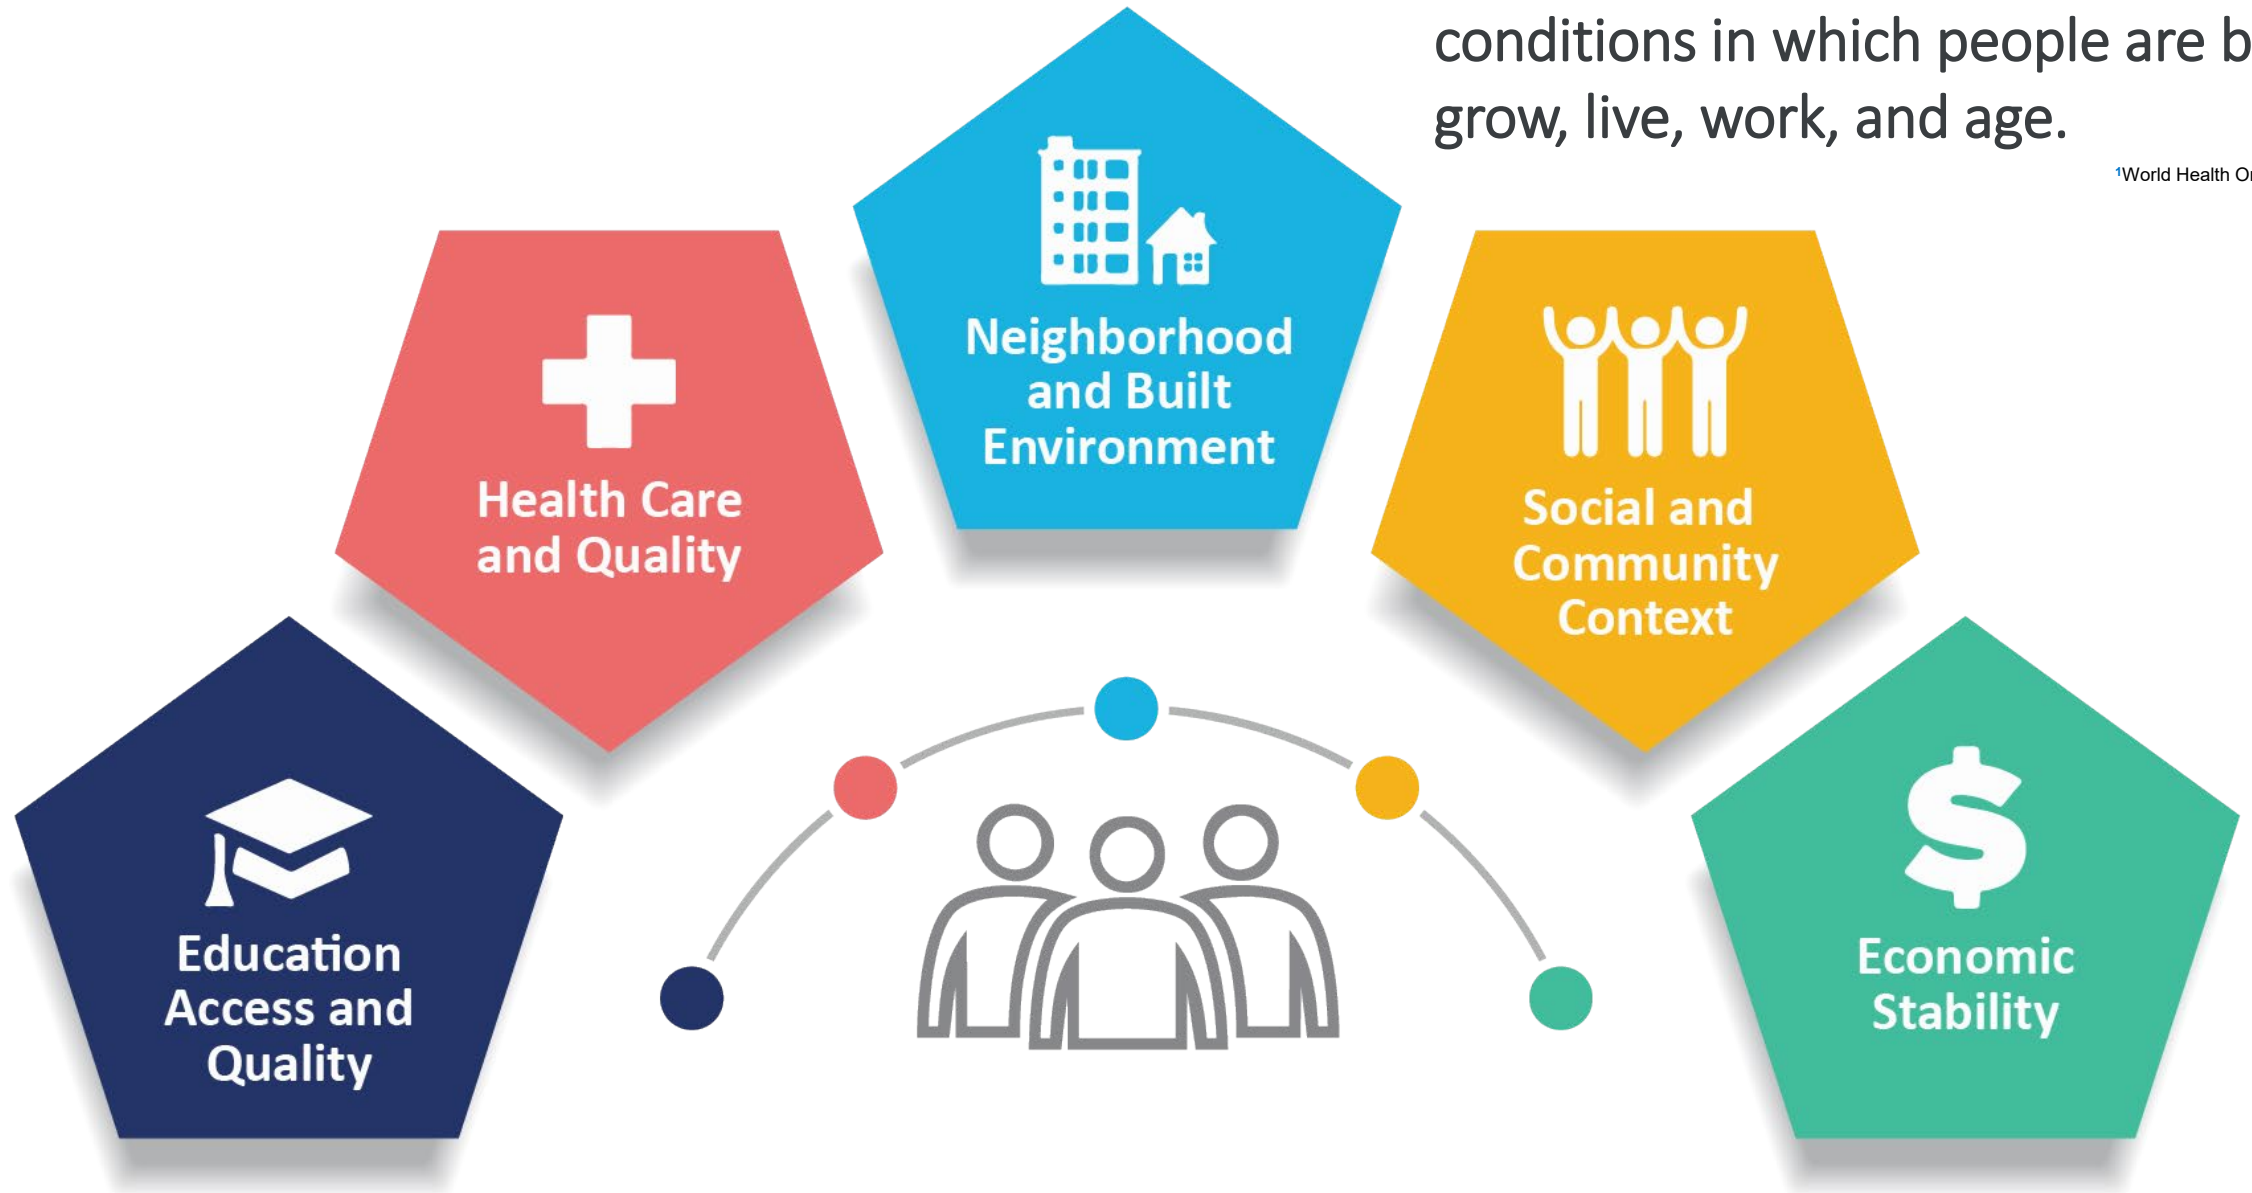 conditions in which people are b
grow, live, work, and age.
¹World Health Or
Neighborhood
and Built
Environment
Health Care
and Quality
Social and
Community
Context
Education
Access and
Quality
Economic
Stability